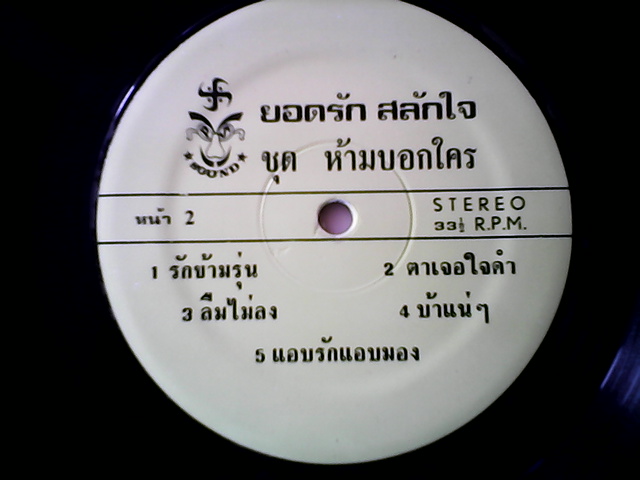 ยอดรัก สลักใจ
ชุด ห้ามบอกใคร
SOUND
หน้า 2
STEREO
33½ R.P.M.
1 รักข้ามรุ่น
2 ตาเจอใจดำ
3 ลืมไม่ลง
4 บ้าแน่ๆ
5 แอบรักแอบมอง